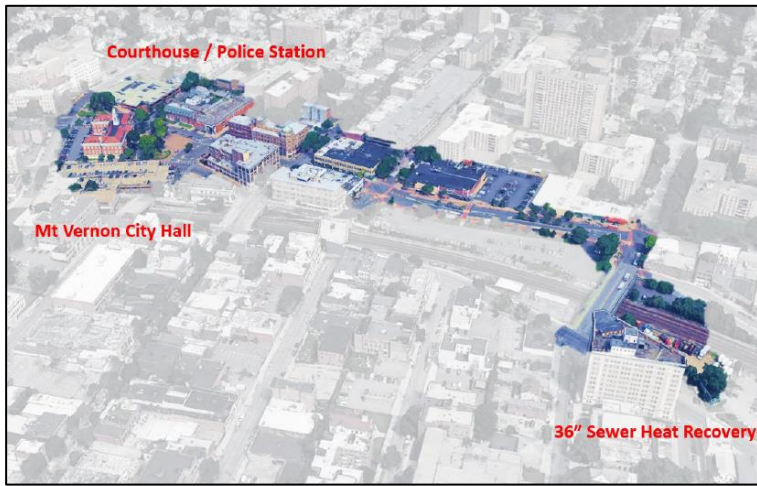 Courthouse / Police Station
Mt Vernon City Hall
36” Sewer Heat Recovery